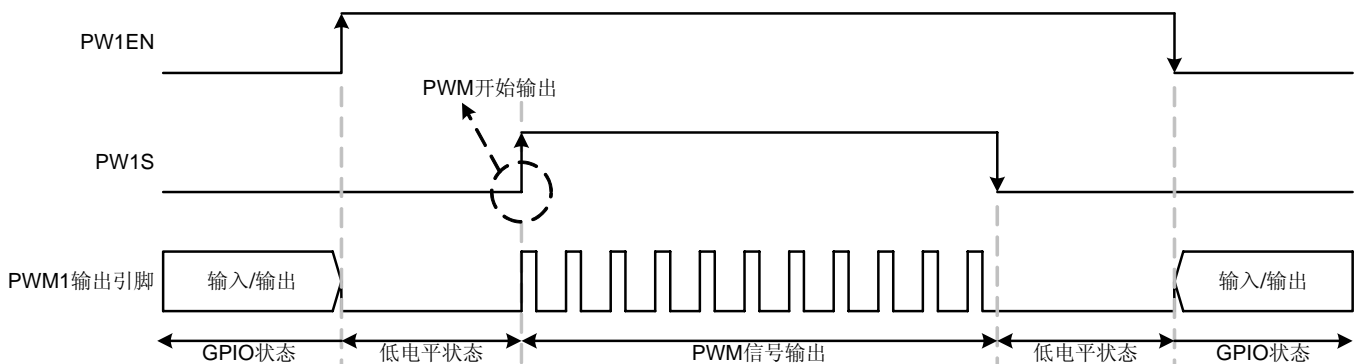 PW1EN
PWM开始输出
PW1S
PWM1输出引脚
输入/输出
输入/输出
GPIO状态
低电平状态
PWM信号输出
低电平状态
GPIO状态